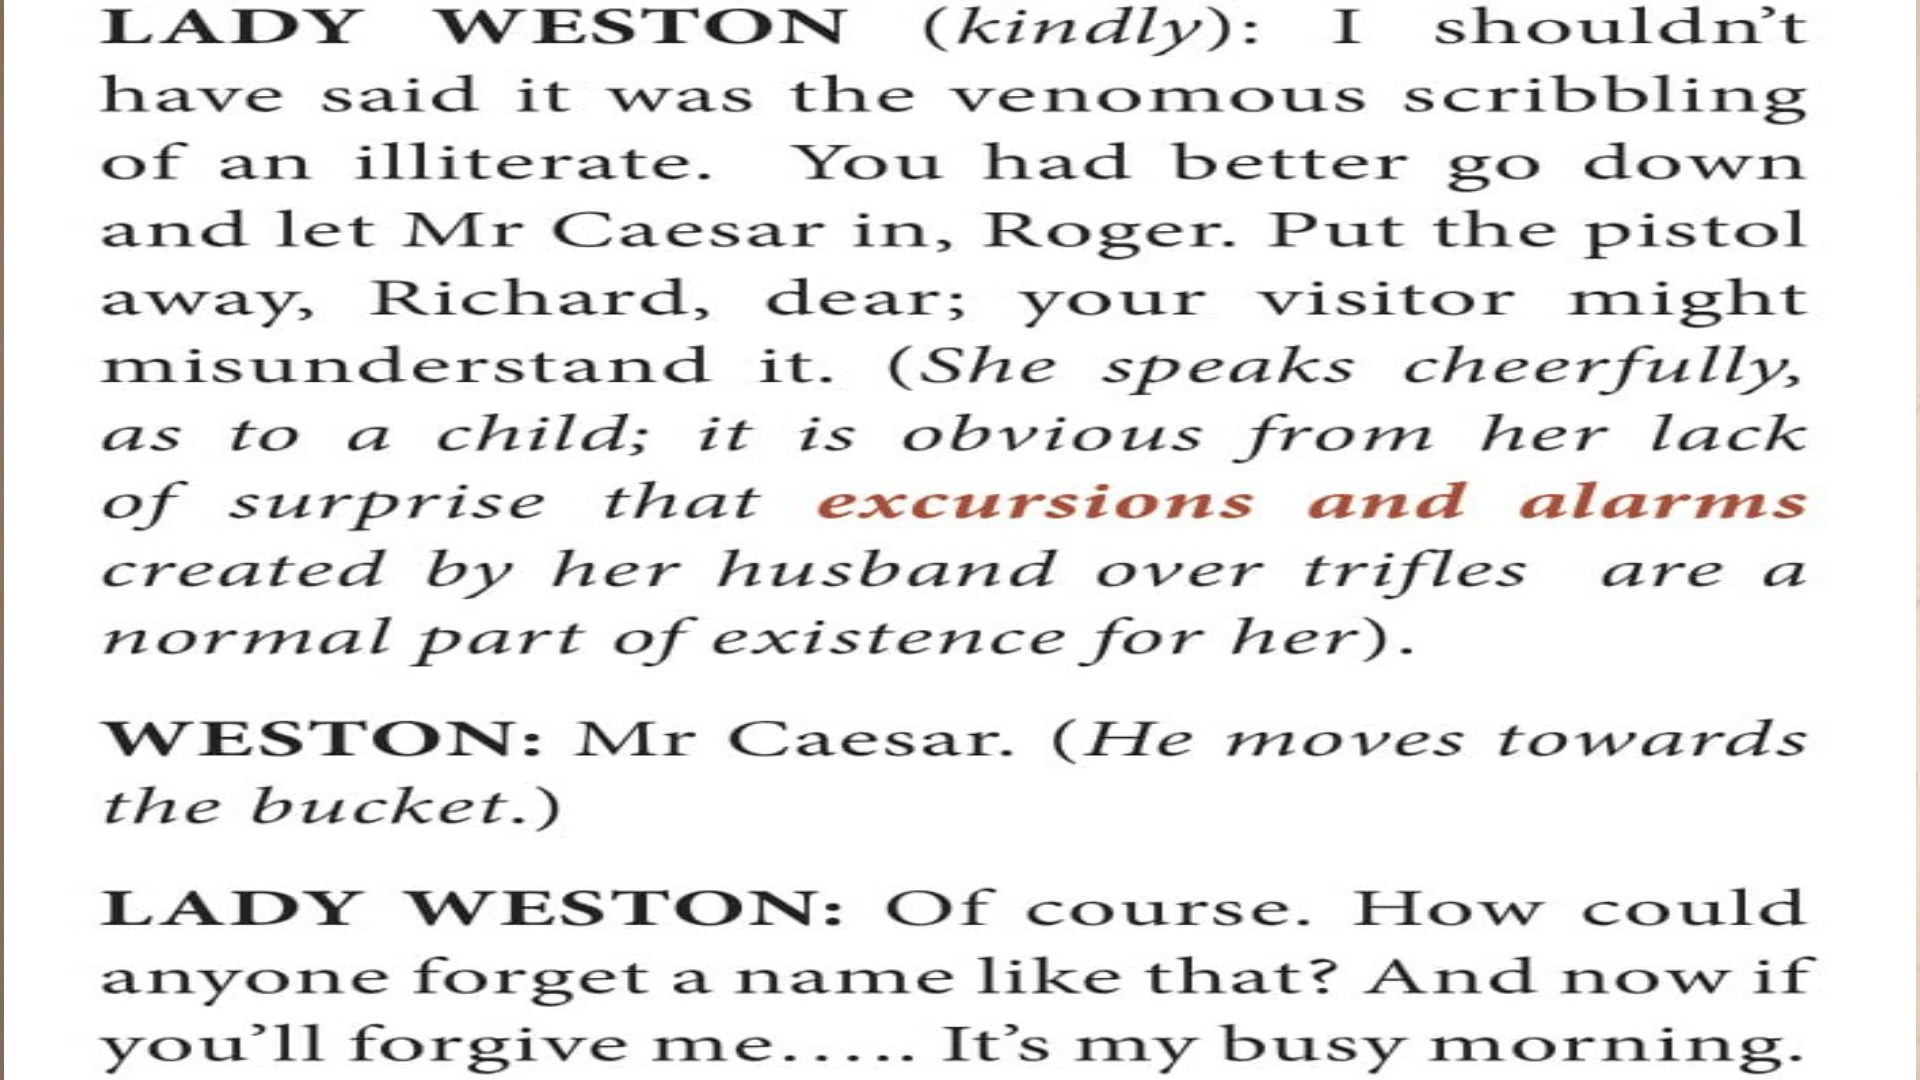 LADY WESTON (kindly): I shouldn't
have said it was the venomous scribbling
of an illiterate. You had better go down
and let Mr Caesar in, Roger. Put the pistol
away, Richard, dear; your visitor might
misunderstand it. (She speaks cheerfully,
as to a child; it is obvious from her lack
of surprise that excursions and alarms
created by her husband over trifles are a
normal part of existence for her).
WESTON: Mr Caesar. (He moves towards
the bucket.)
LADY WESTON: Of course. How could
anyone forget a name like that? And now if
you'll forgive me..... It's my busy morning.